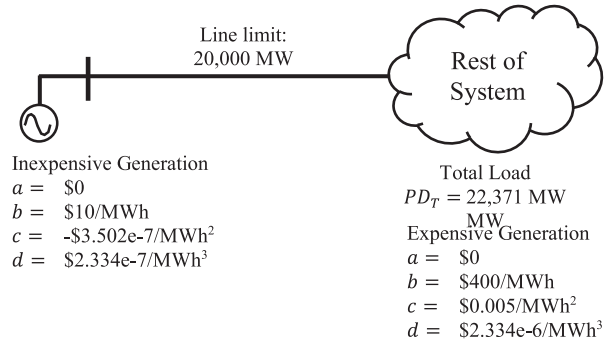 Line limit:
20,000 MW
Rest of
System
Inexpensive Generation
a = $0
b = $10/MWh
c = -$3.502e-7/MWh²
d = $2.334e-7/MWh³
Total Load
PD_T = 22,371 MW
MW
Expensive Generation
a = $0
b = $400/MWh
c = $0.005/MWh²
d = $2.334e-6/MWh³